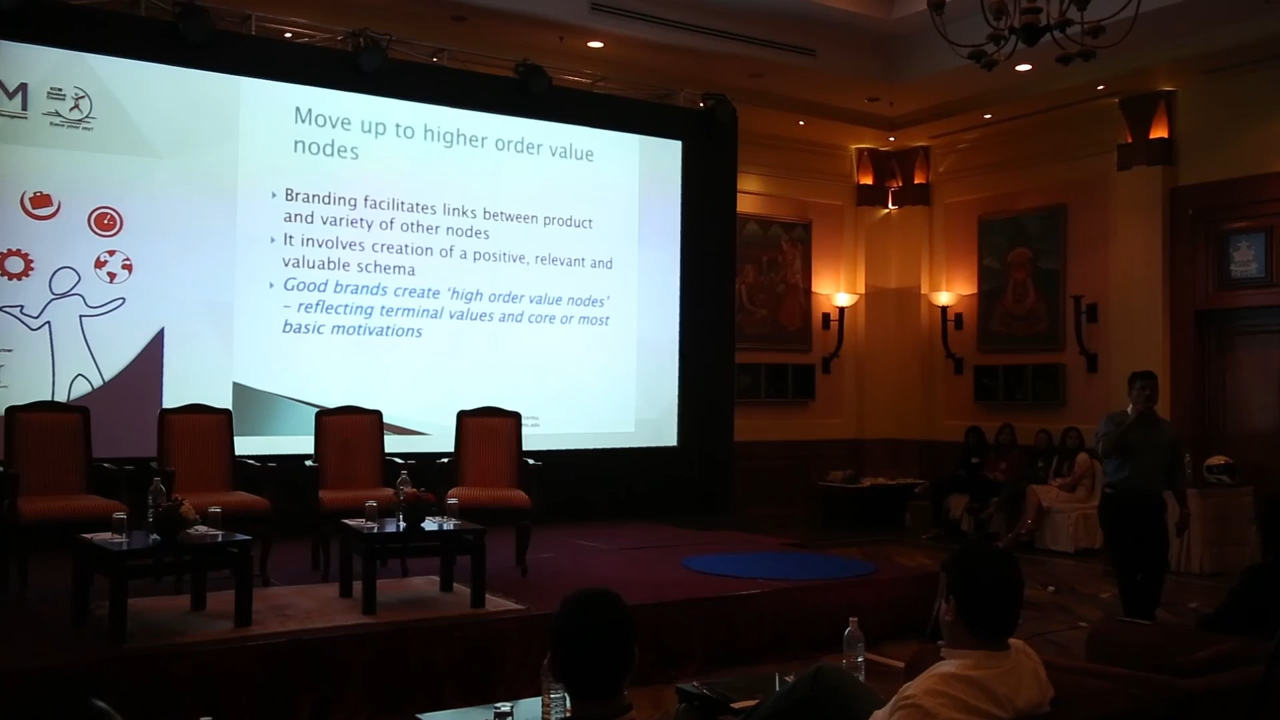 M
Move up to higher order value
nodes
Branding facilitates links between product
and variety of other nodes
It involves creation of a positive, relevant and
valuable schema
Good brands create ‘high order value nodes’
– reflecting terminal values and core or most
basic motivations